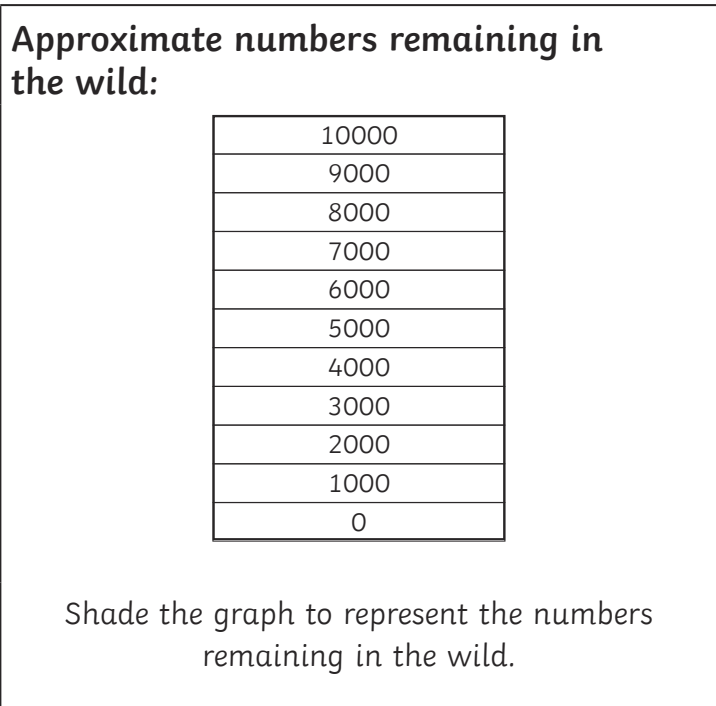 Approximate numbers remaining in
the wild:
10000
9000
8000
7000
6000
5000
4000
3000
2000
1000
0
Shade the graph to represent the numbers
remaining in the wild.